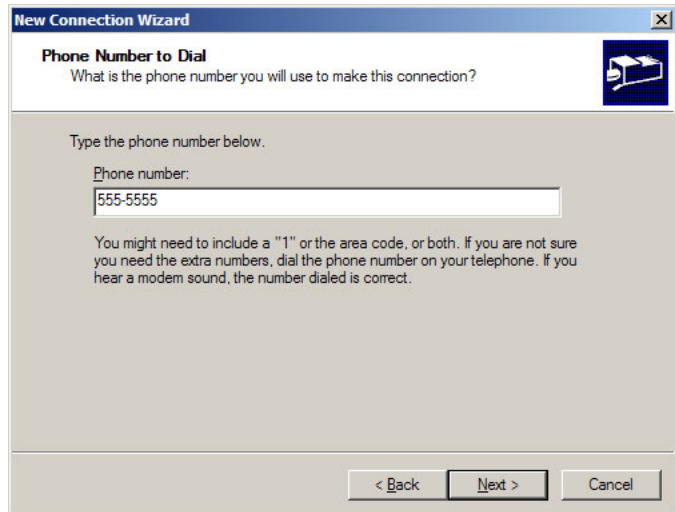 New Connection Wizard
Phone Number to Dial
What is the phone number you will use to make this connection?
Type the phone number below.
Phone number:
555-5555
You might need to include a "1" or the area code, or both. If you are not sure
you need the extra numbers, dial the phone number on your telephone. If you
hear a modem sound, the number dialed is correct.
< Back
Next >
Cancel